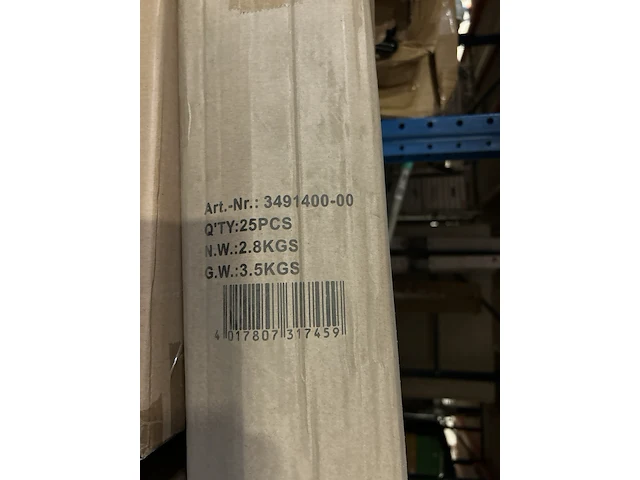 Art.-Nr.: 3491400-00
Q'TY:25PCS
N.W.:2.8KGS
G.W.:3.5KGS
4 017807 317459